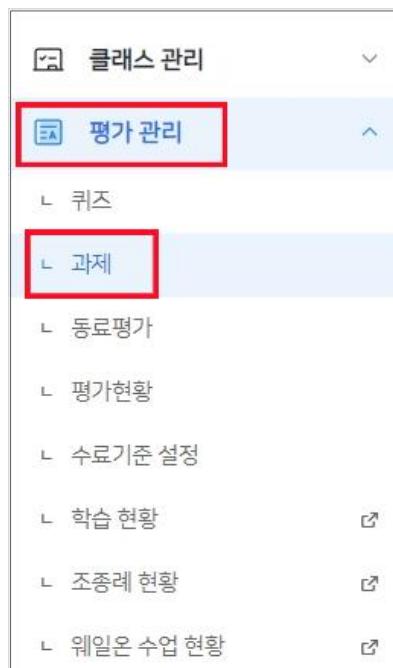 클래스 관리
평가 관리
ㄴ 퀴즈
ㄴ 과제
ㄴ 동료평가
ㄴ 평가현황
ㄴ 수료기준 설정
ㄴ 학습 현황
ㄴ 조종례 현황
ㄴ 웨일온 수업 현황